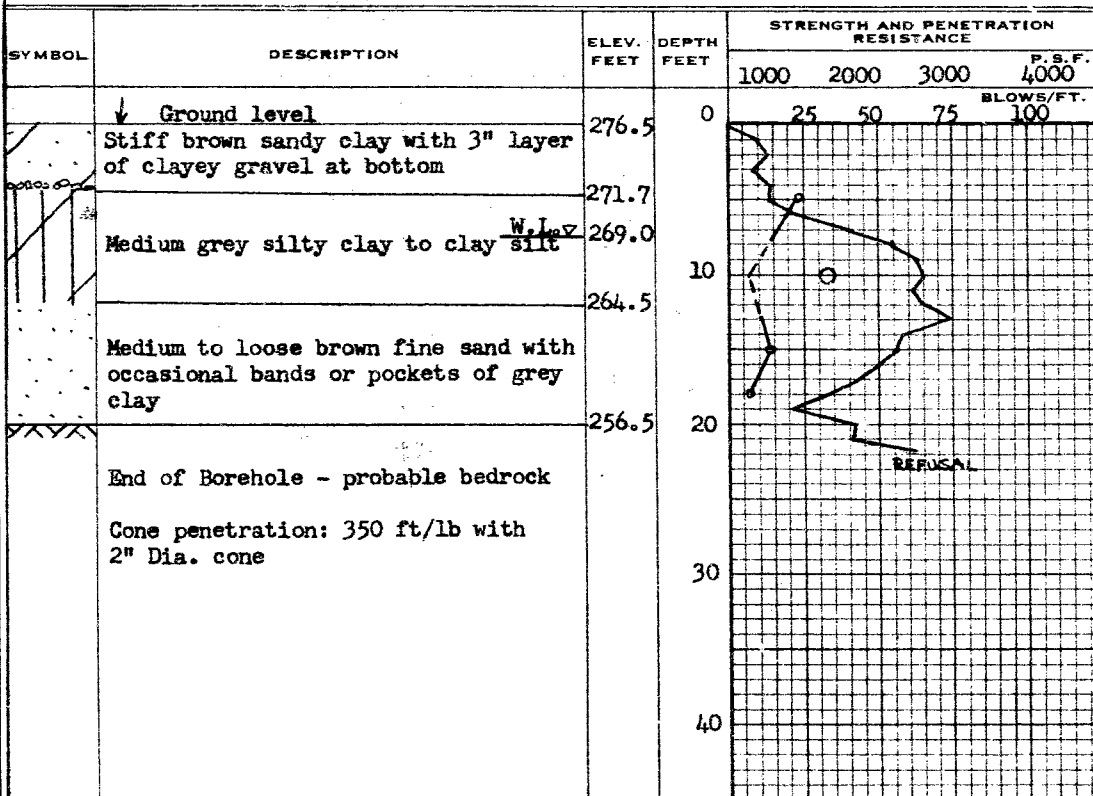 STRENGTH AND PENETRATION
RESISTANCE
SYMBOL DESCRIPTION ELEV. FEET DEPTH FEET
P.S.F.
1000 2000 3000 4000
BLOWS/FT.
0 25 50 75 100
Ground level
276.5
Stiff brown sandy clay with 3" layer
of clayey gravel at bottom
271.7
W.L.
Medium grey silty clay to clay silt 269.0
10
264.5
Medium to loose brown fine sand with
occasional bands or pockets of grey
clay
256.5
20
REFUSAL
End of Borehole - probable bedrock
Cone penetration: 350 ft/lb with
2" Dia. cone
30
40